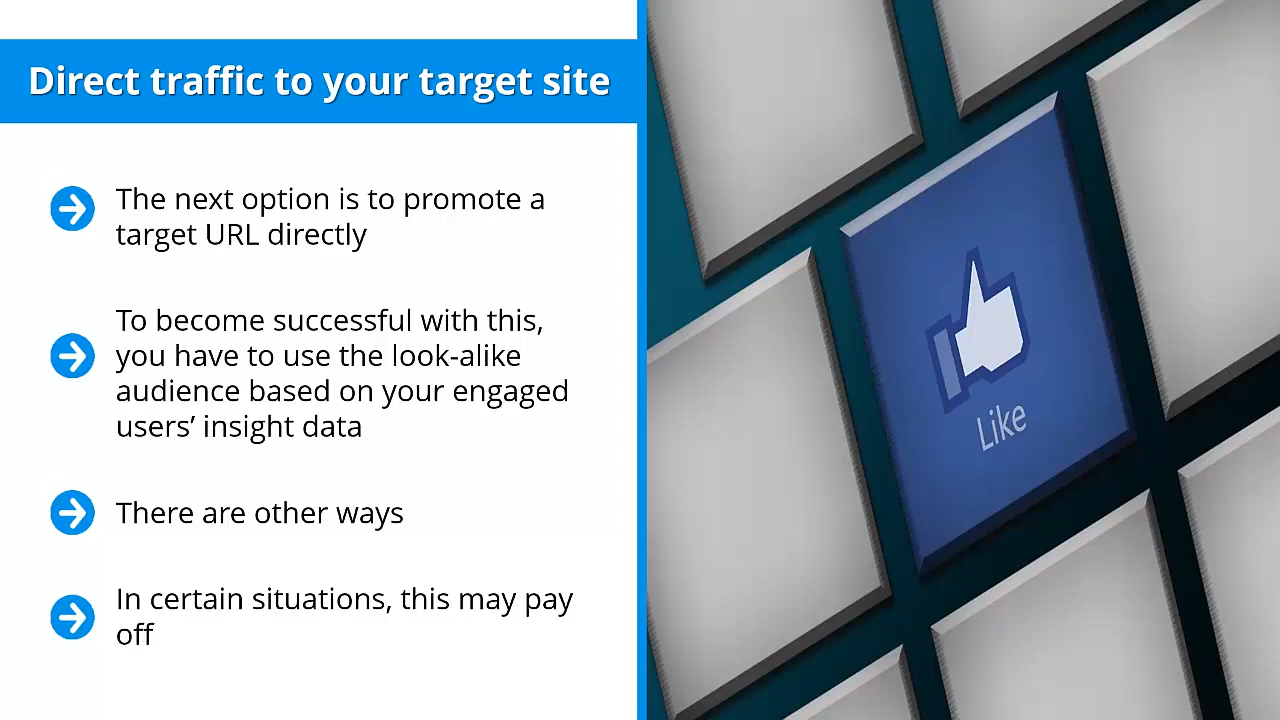 Direct traffic to your target site
The next option is to promote a
target URL directly
To become successful with this,
you have to use the look-alike
audience based on your engaged
users’ insight data
There are other ways
In certain situations, this may pay
off
Like